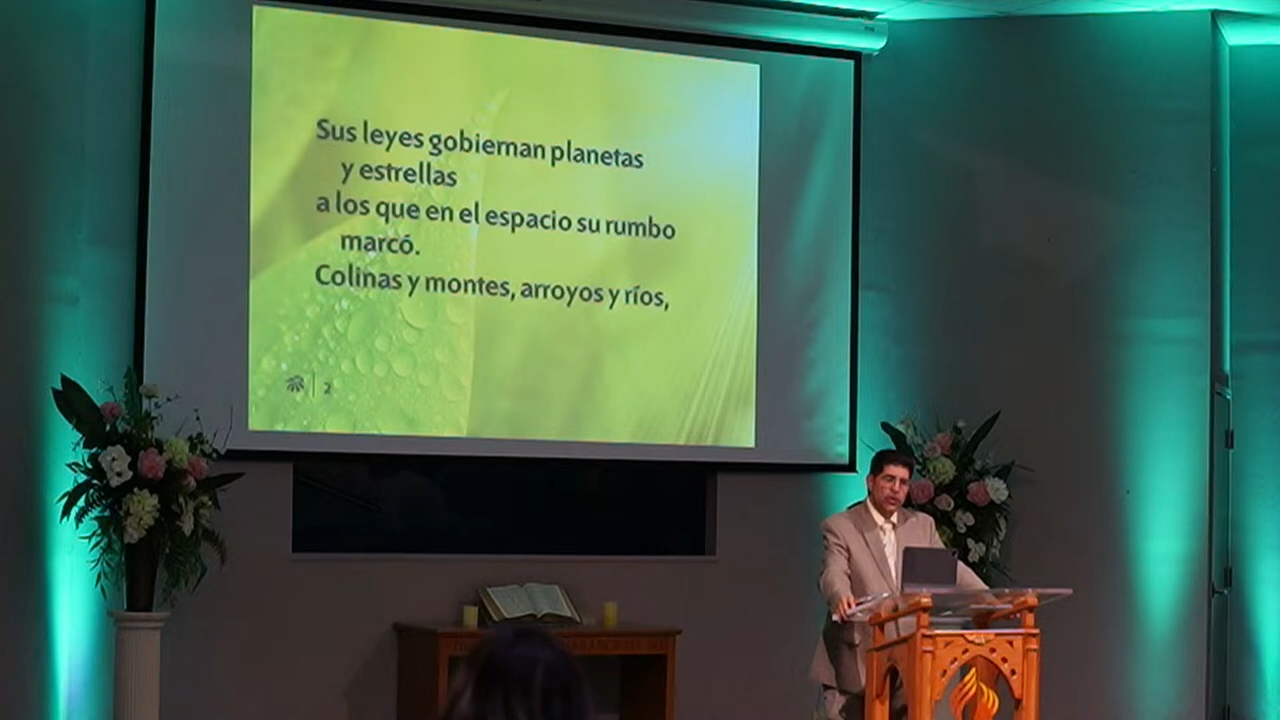 Sus leyes gobiernan planetas
y estrellas
a los que en el espacio su rumbo
marcó.
Colinas y montes, arroyos y ríos,
2